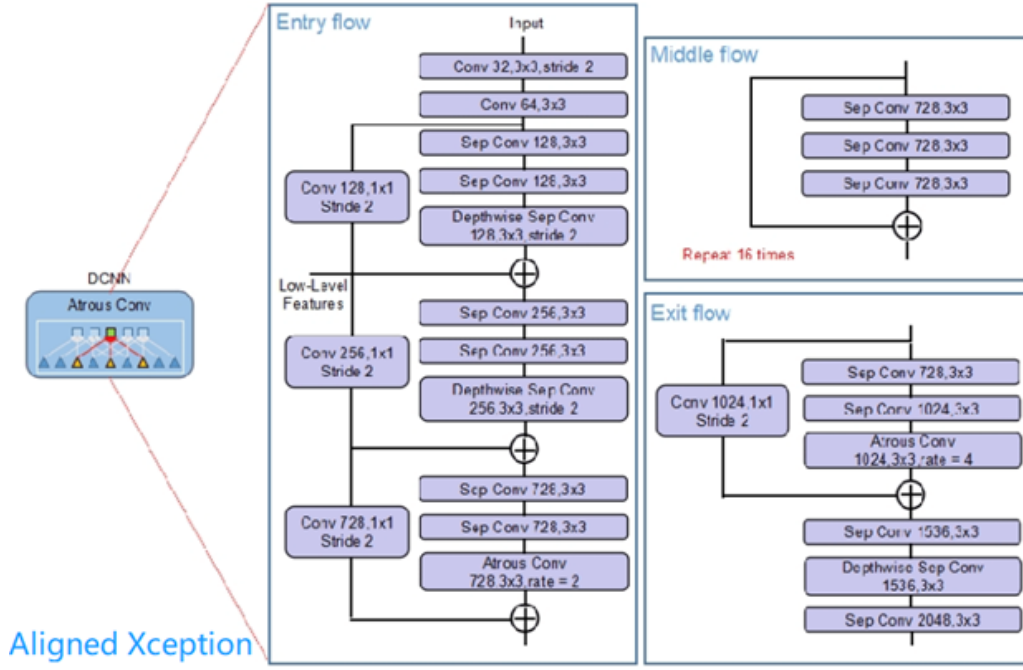 Entry flow
Input
Conv 32,3x3,stride 2
Conv 64,3x3
Sep Conv 128,3x3
Sep Conv 128,3x3
Conv 128,1x1
Stride 2
Depthwise Sep Conv
128,3x3,stride 2
Low-Level
Features
Sep Conv 256,3x3
Sep Conv 256,3x3
Conv 256,1x1
Stride 2
Depthwise Sep Conv
256,3x3,stride 2
Sep Conv 728,3x3
Sep Conv 728,3x3
Conv 728,1x1
Stride 2
Atrous Conv
728,3x3,rate = 2
Middle flow
Sep Conv 728,3x3
Sep Conv 728,3x3
Sep Conv 728,3x3
Repeat 16 times
Exit flow
Sep Conv 728,3x3
Sep Conv 1024,3x3
Conv 1024,1x1
Stride 2
Atrous Conv
1024,3x3,rate = 4
Sep Conv 1536,3x3
Depthwise Sep Conv
1536,3x3
Sep Conv 2048,3x3
DCNN
Atrous Conv
Aligned Xception